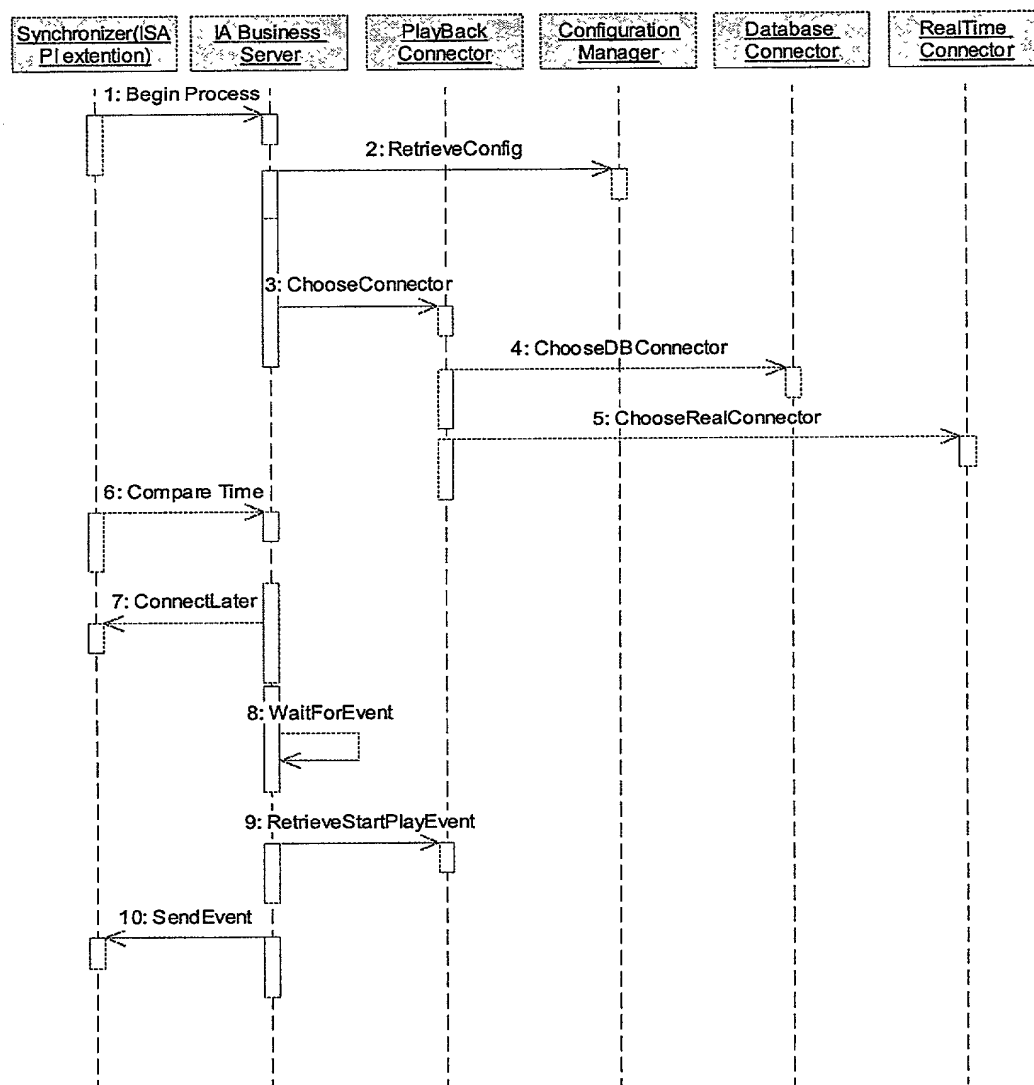 Synchronizer(ISA
PI extention)
IA Business
Server
PlayBack
Connector
Configuration
Manager
Database
Connector
RealTime
Connector
1: Begin Process
2: RetrieveConfig
3: ChooseConnector
4: ChooseDBConnector
5: ChooseRealConnector
6: Compare Time
7: ConnectLater
8: WaitForEvent
9: RetrieveStartPlayEvent
10: SendEvent